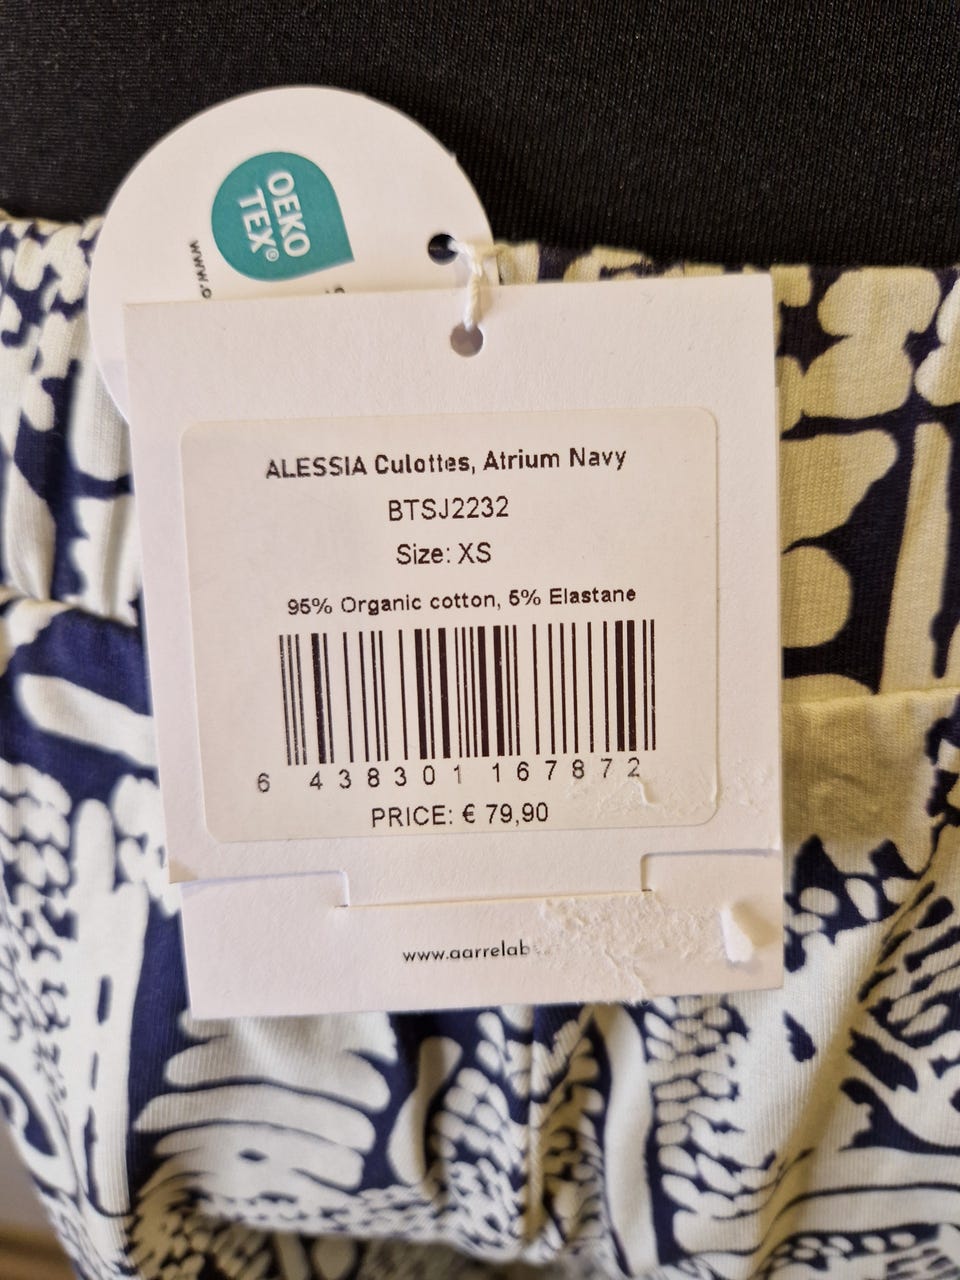 OEKO
TEX®
ALESSIA Culottes, Atrium Navy
BTSJ2232
Size: XS
95% Organic cotton, 5% Elastane
6 438301 167872
PRICE: € 79,90